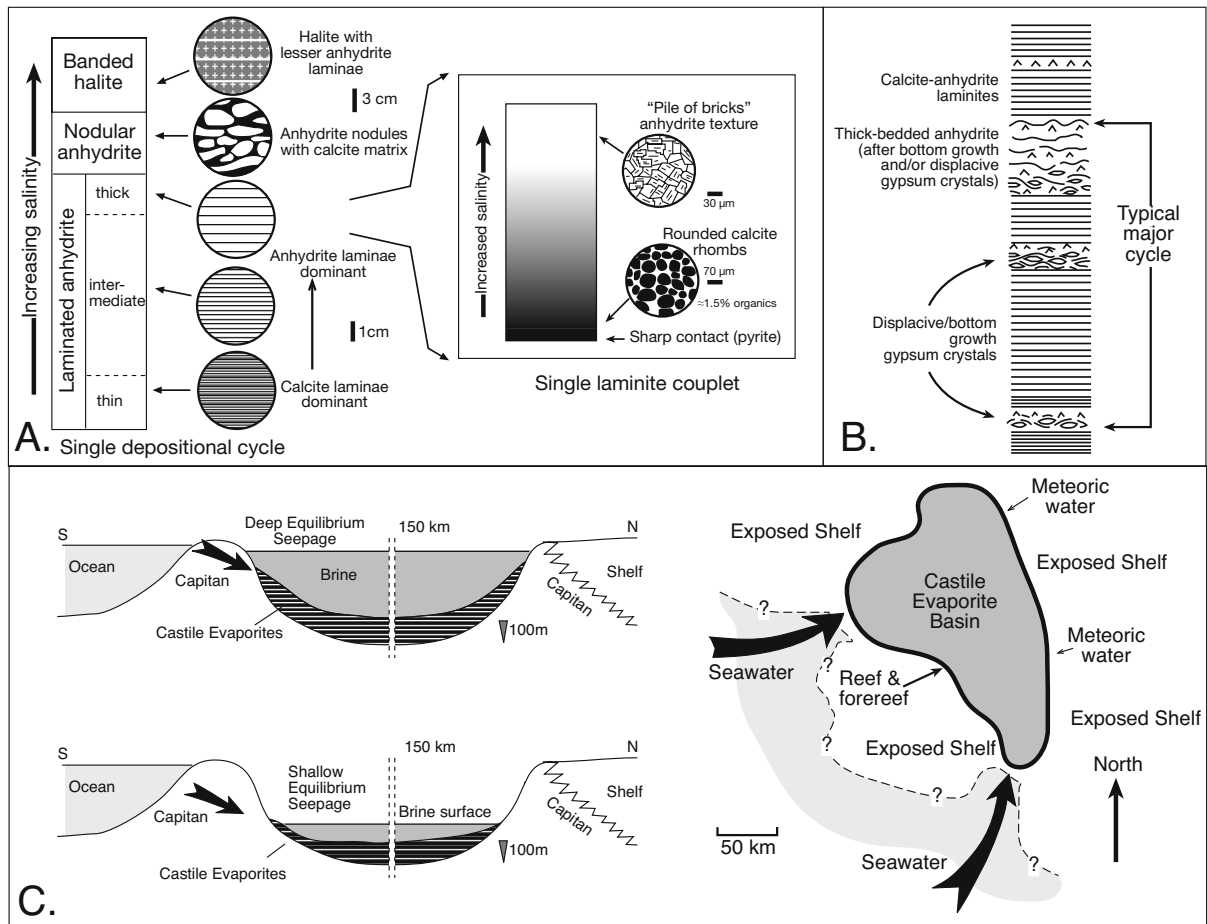 Increasing salinity
Banded
halite
Nodular
anhydrite
Laminated anhydrite
thick
inter-
mediate
thin
Halite with
lesser anhydrite
laminae
3 cm
Anhydrite nodules
with calcite matrix
Anhydrite laminae
dominant
1cm
Calcite laminae
dominant
A. Single depositional cycle
Increased salinity
“Pile of bricks”
anhydrite texture
30 µm
Rounded calcite
rhombs
70 µm
≈1.5% organics
Sharp contact (pyrite)
Single laminite couplet
Calcite-anhydrite
laminites
Thick-bedded anhydrite
(after bottom growth
and/or displacive
gypsum crystals)
Typical
major
cycle
Displacive/bottom
growth
gypsum crystals
B.
S
Deep Equilibrium
Seepage
150 km
N
Ocean
Capitan
Brine
Shelf
Capitan
Castile Evaporites
100m
S
150 km
N
Ocean
Shallow
Equilibrium
Seepage
Brine surface
Shelf
Capitan
Capitan
100m
Castile Evaporites
C.
Meteoric
water
Exposed Shelf
Exposed Shelf
Castile
Evaporite
Basin
?
Meteoric
water
Seawater
?
Reef &
forereef
Exposed Shelf
?
Exposed Shelf
North
?
50 km
Seawater
?